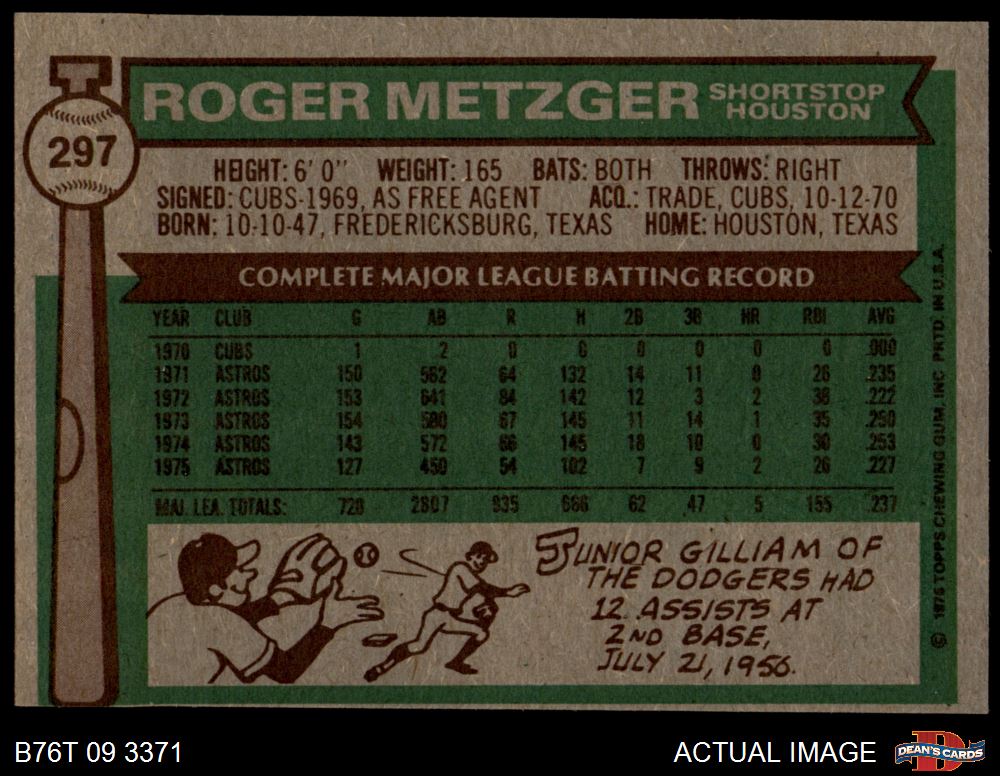 297
ROGER METZGER SHORTSTOP
HOUSTON
HEIGHT: 6' 0" WEIGHT: 165 BATS: BOTH THROWS: RIGHT
SIGNED: CUBS-1969, AS FREE AGENT ACQ.: TRADE, CUBS, 10-12-70
BORN: 10-10-47, FREDERICKSBURG, TEXAS HOME: HOUSTON, TEXAS
COMPLETE MAJOR LEAGUE BATTING RECORD
YEAR CLUB G AB R H 2B 3B HR RBI AVG
1970 CUBS 1 2 0 0 0 0 0 0 .000
1971 ASTROS 150 562 64 132 14 11 0 26 .235
1972 ASTROS 153 641 84 142 12 3 2 38 .222
1973 ASTROS 154 580 67 145 11 14 1 35 .250
1974 ASTROS 143 572 66 145 18 10 0 30 .253
1975 ASTROS 127 450 54 102 7 9 2 26 .227
MAJ. LEA. TOTALS: 728 2807 335 666 62 47 5 155 .237
JUNIOR GILLIAM OF
THE DODGERS HAD
12 ASSISTS AT
2ND BASE,
JULY 21, 1956.
© 1976 TOPPS CHEWING GUM, INC. PRTD. IN U.S.A.
B76T 09 3371
ACTUAL IMAGE
DEAN'S CARDS